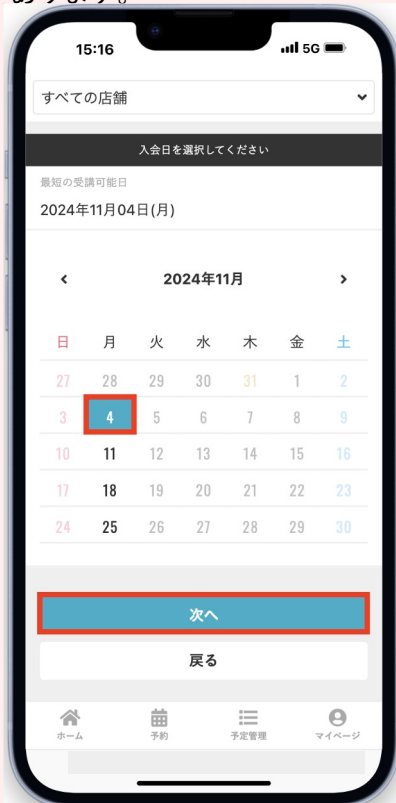 15:16
5G
すべての店舗
入会日を選択してください
最短の受講可能日
2024年11月04日(月)
2024年11月
日 月 火 水 木 金 土
27 28 29 30 31 1 2
3 4 5 6 7 8 9
10 11 12 13 14 15 16
17 18 19 20 21 22 23
24 25 26 27 28 29 30
次へ
戻る
ホーム 予約 予定管理 マイページ